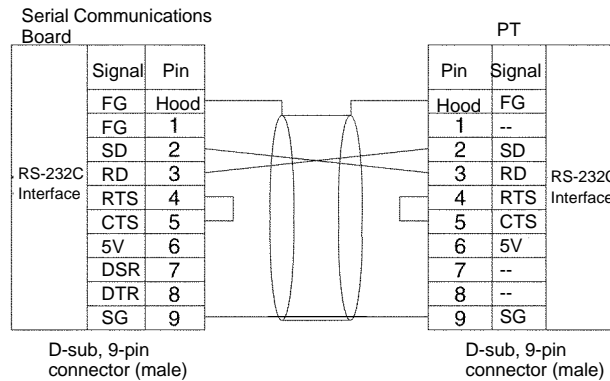 Serial Communications
Board
PT
Signal Pin
Pin Signal
FG Hood
Hood FG
FG 1
1 --
SD 2
2 SD
RD 3
3 RD
RS-232C
Interface
RS-232C
Interface
RTS 4
4 RTS
CTS 5
5 CTS
5V 6
6 5V
DSR 7
7 --
DTR 8
8 --
SG 9
9 SG
D-sub, 9-pin
connector (male)
D-sub, 9-pin
connector (male)